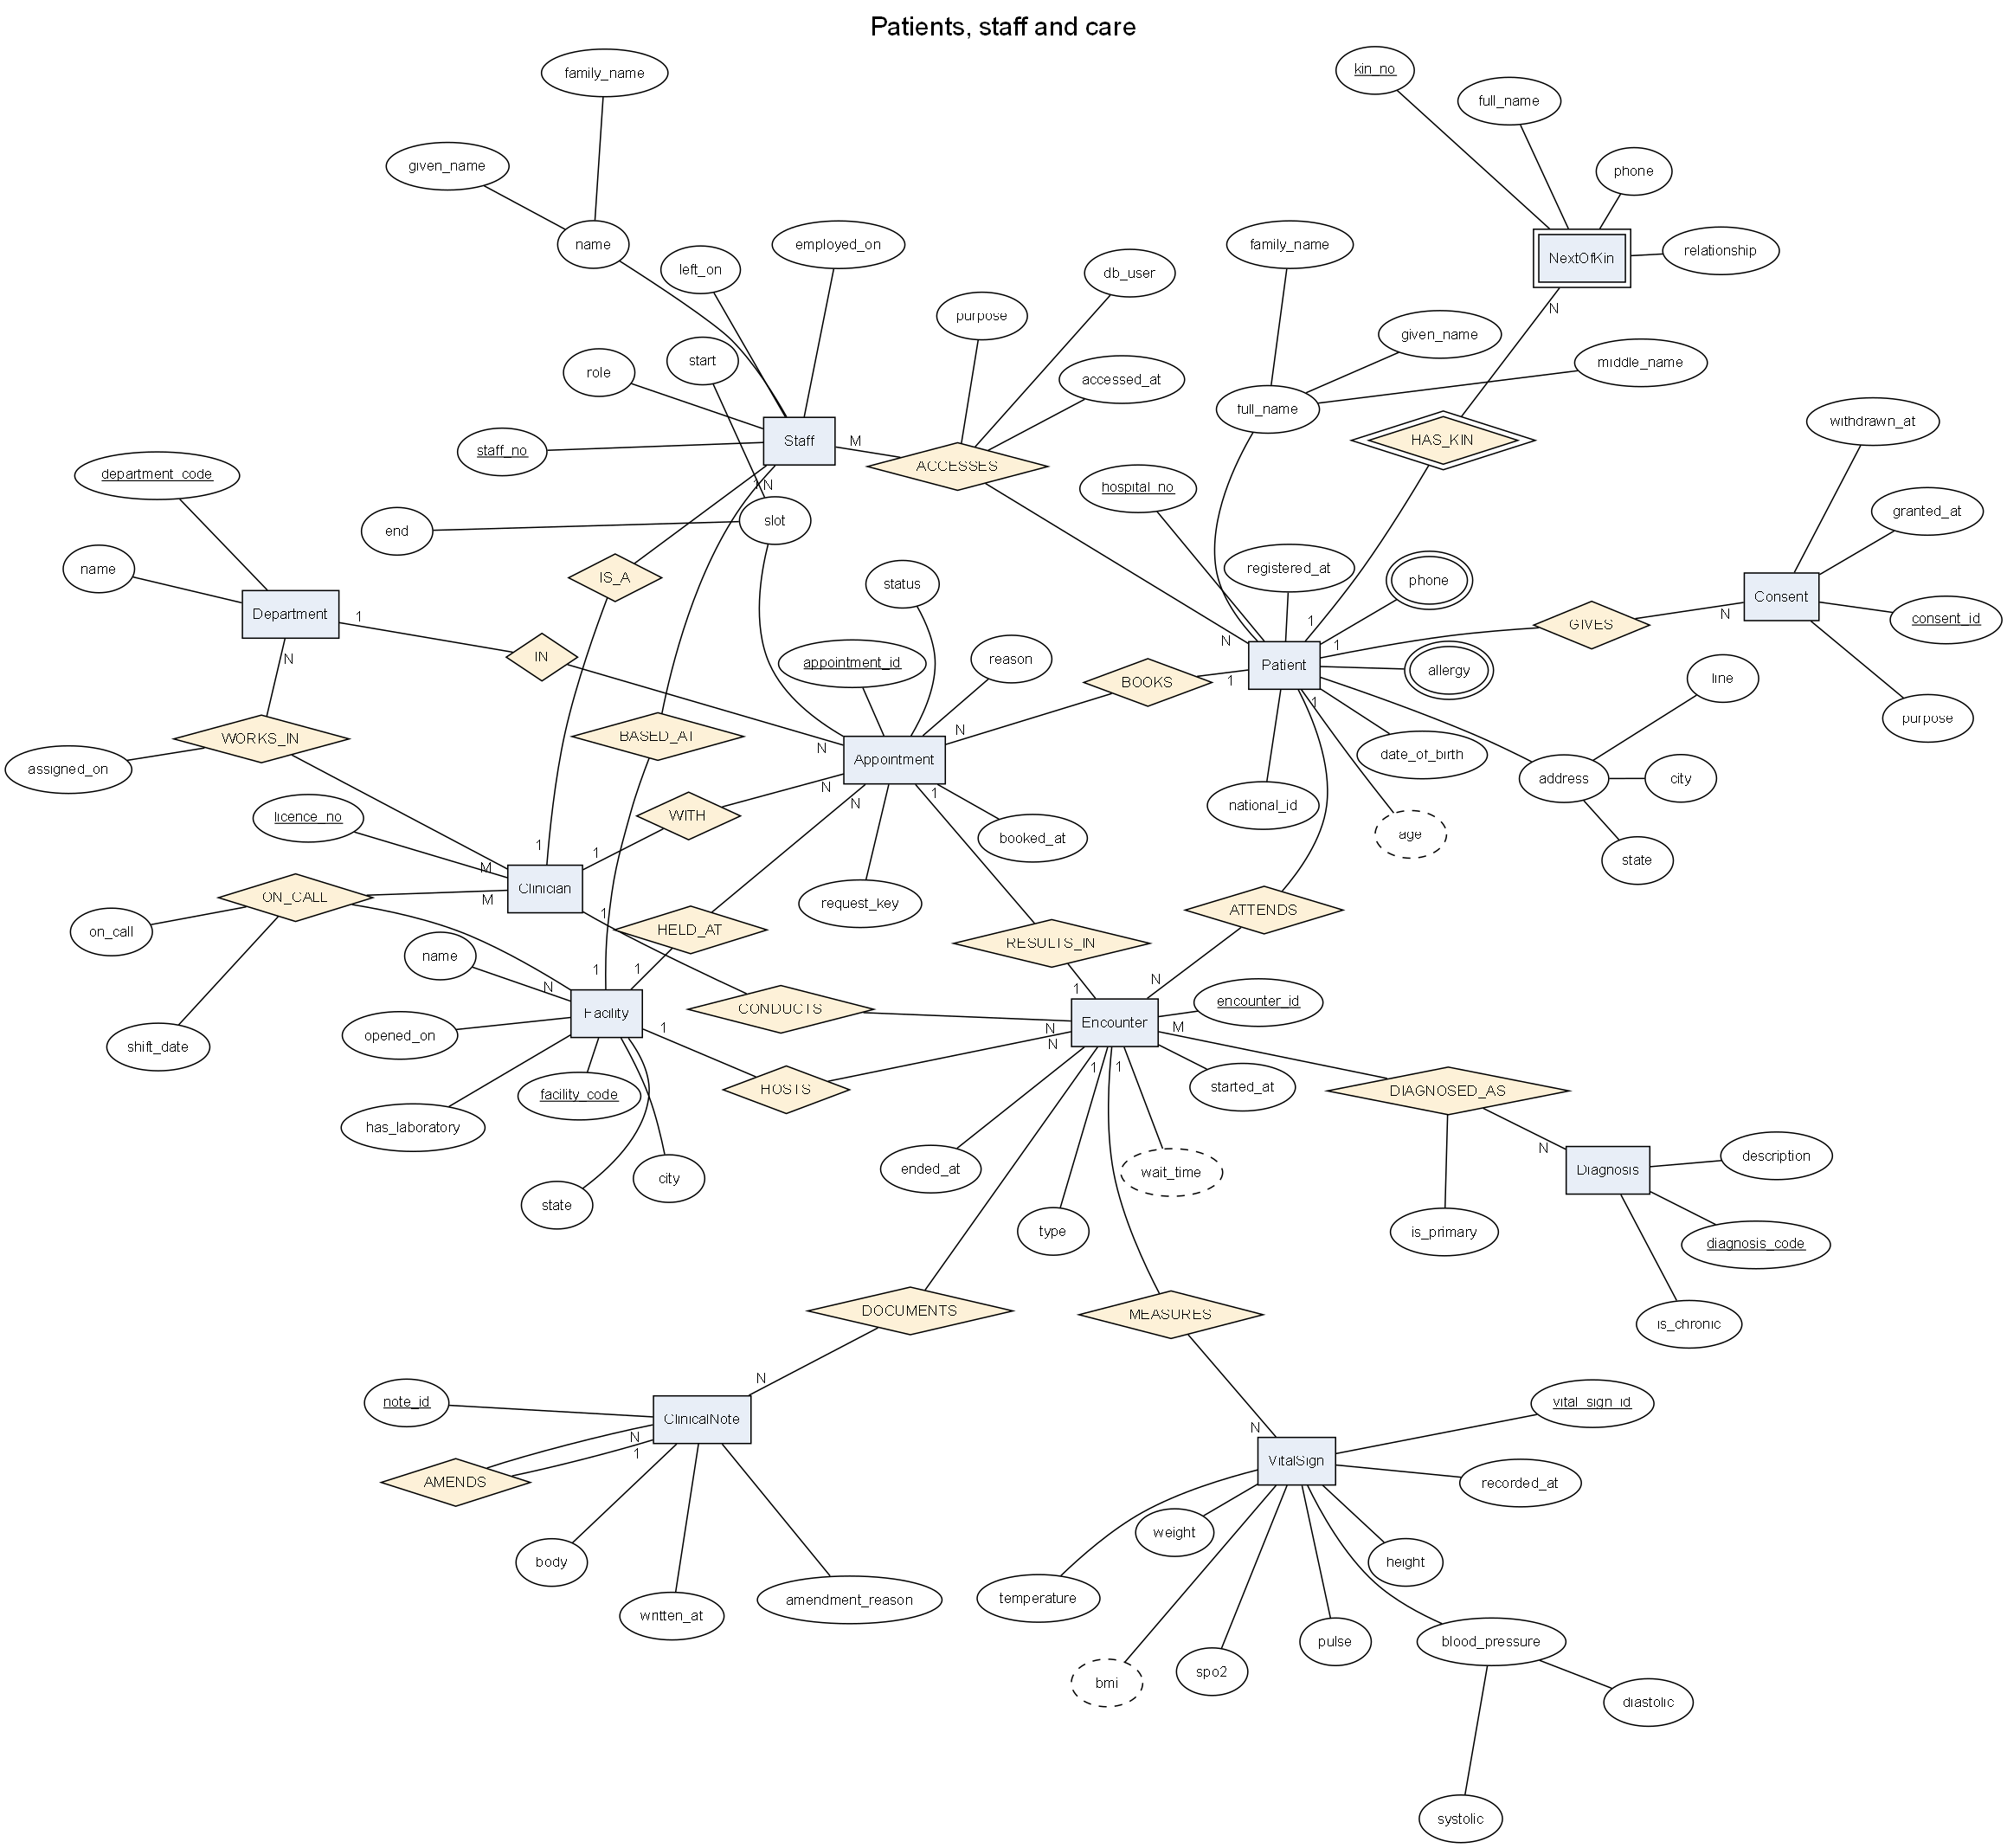 Patients, staff and care
family_name
kin_no
full_name
given_name
phone
name
employed_on
family_name
relationship
NextOfKin
left_on
db_user
purpose
N
given_name
start
middle_name
role
accessed_at
full_name
withdrawn_at
Staff
M
HAS_KIN
staff_no
ACCESSES
department_code
1
N
hospital_no
slot
granted_at
end
name
IS_A
registered_at
phone
status
Consent
Department
1
N
1
GIVES
consent_id
N
1
IN
reason
appointment_id
Patient
allergy
N
BOOKS
1
line
1
purpose
WORKS_IN
BASED_AT
N
N
Appointment
date_of_birth
assigned_on
address
city
N
1
national_id
N
licence_no
WITH
booked_at
age
1
1
state
M
Clinician
ON_CALL
M
request_key
1
ATTENDS
on_call
HELD_AT
RESULTS_IN
name
1
1
N
N
1
encounter_id
CONDUCTS
Facility
Encounter
opened_on
1
N
M
shift_date
N
1
1
HOSTS
started_at
DIAGNOSED_AS
facility_code
has_laboratory
N
description
ended_at
wait_time
Diagnosis
city
state
type
is_primary
diagnosis_code
DOCUMENTS
MEASURES
is_chronic
N
note_id
ClinicalNote
vital_sign_id
N
N
1
VitalSign
AMENDS
recorded_at
weight
body
height
temperature
amendment_reason
written_at
pulse
blood_pressure
spo2
bmi
diastolic
systolic